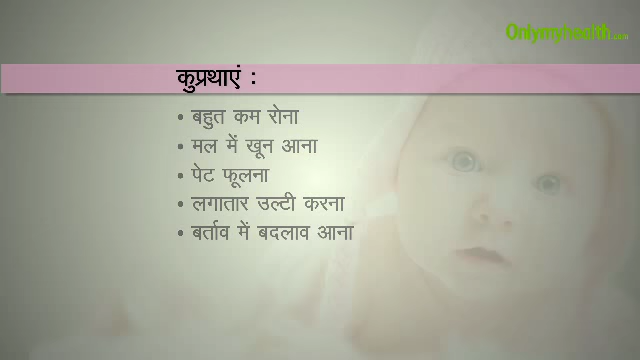 Onlymyhealth.com
कुप्रथाएं :
• बहुत कम रोना
• मल में खून आना
• पेट फूलना
• लगातार उल्टी करना
• बर्ताव में बदलाव आना